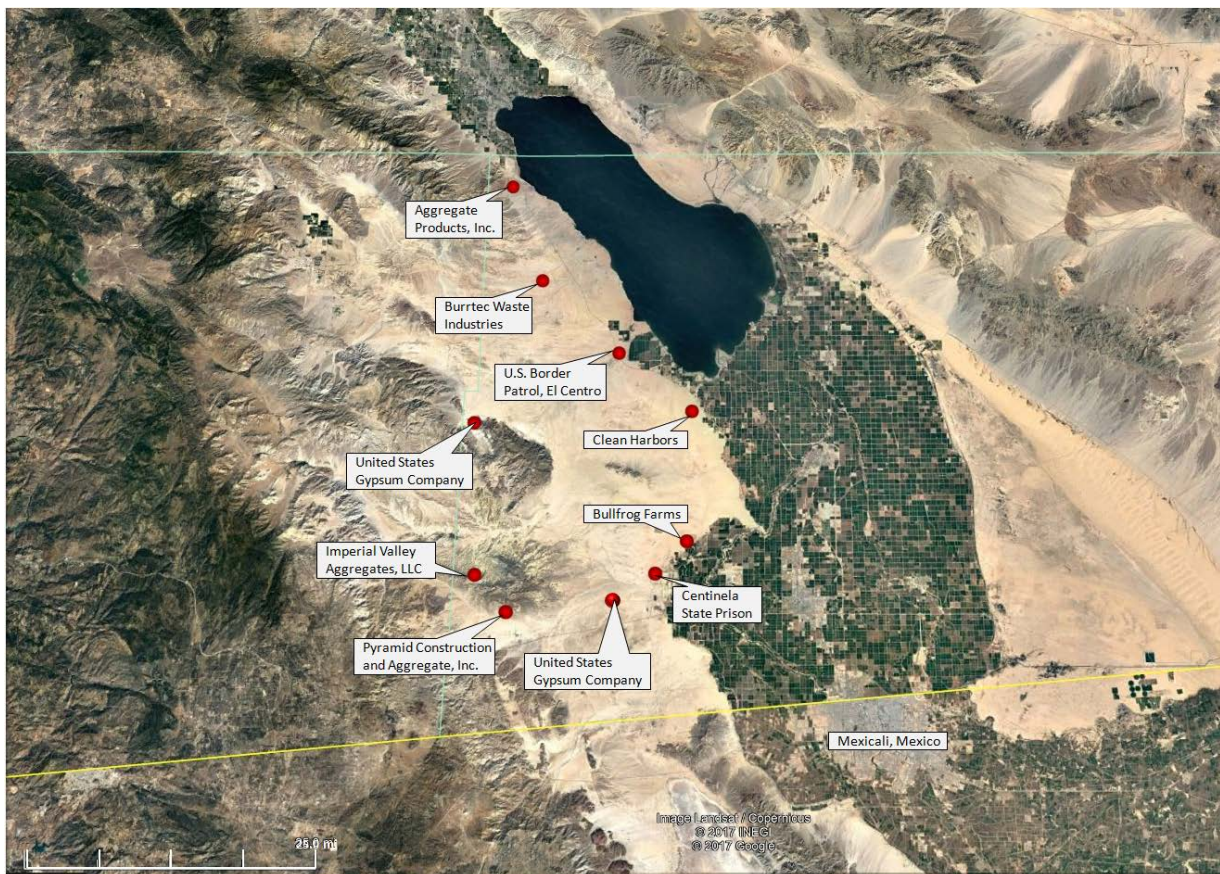 Aggregate
Products, Inc.
Burrtec Waste
Industries
U.S. Border
Patrol, El Centro
Clean Harbors
United States
Gypsum Company
Bullfrog Farms
Imperial Valley
Aggregates, LLC
Centinela
State Prison
Pyramid Construction
and Aggregate, Inc.
United States
Gypsum Company
Mexicali, Mexico
Image Landsat / Copernicus
© 2017 INEGI
© 2017 Google
25.0 mi